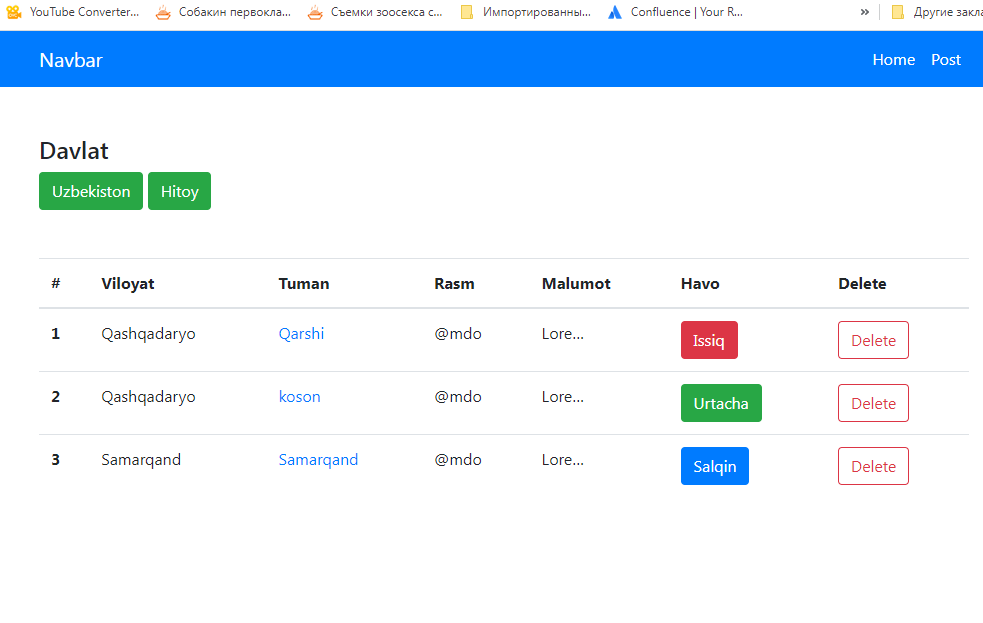 YouTube Converter... Собакин первокла... Съемки зоосекса с... Импортированны... Confluence | Your R... » Другие закла
Navbar Home Post
Davlat
Uzbekiston Hitoy
# Viloyat Tuman Rasm Malumot Havo Delete
1 Qashqadaryo Qarshi @mdo Lore... Issiq Delete
2 Qashqadaryo koson @mdo Lore... Urtacha Delete
3 Samarqand Samarqand @mdo Lore... Salqin Delete